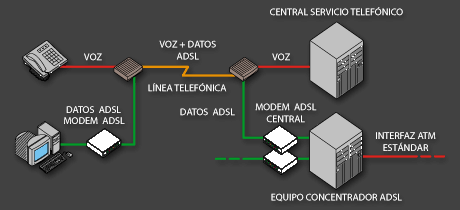 CENTRAL SERVICIO TELEFÓNICO
VOZ
VOZ + DATOS
ADSL
VOZ
LÍNEA TELEFÓNICA
DATOS ADSL
MODEM ADSL
DATOS ADSL
MODEM ADSL
CENTRAL
INTERFAZ ATM
ESTÁNDAR
EQUIPO CONCENTRADOR ADSL